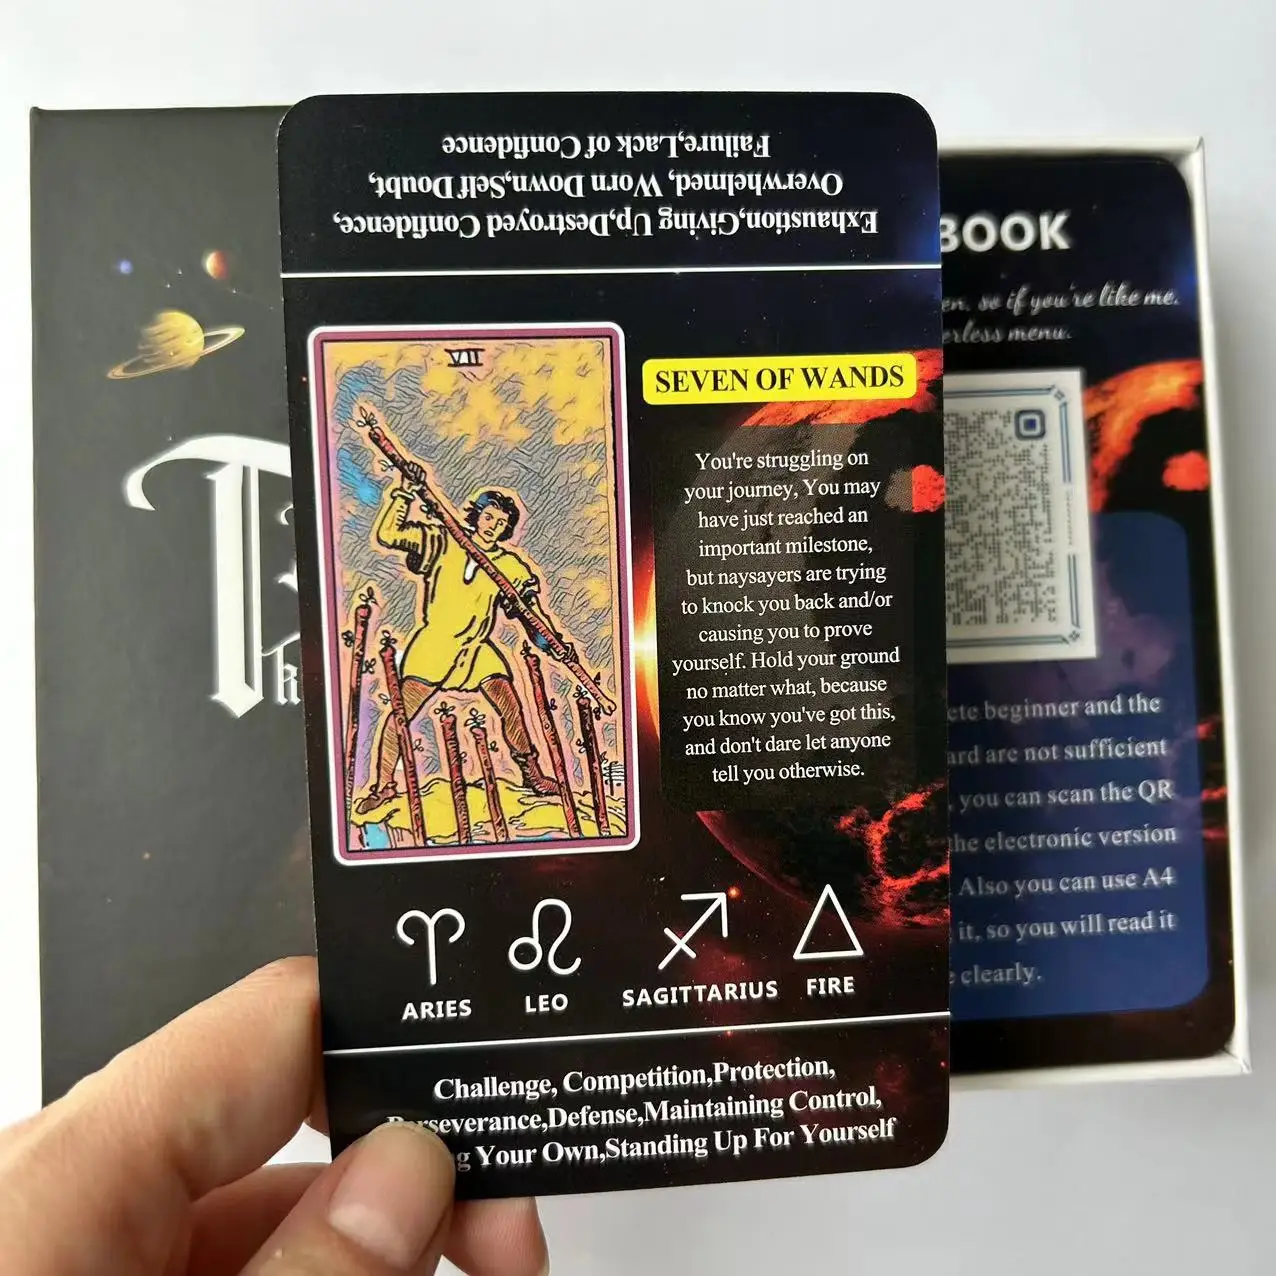 Exhaustion,Giving Up,Destroyed Confidence,
Overwhelmed, Worn Down,Self Doubt,
Failure,Lack of Confidence
VII
SEVEN OF WANDS
You're struggling on
your journey, You may
have just reached an
important milestone,
but naysayers are trying
to knock you back and/or
causing you to prove
yourself. Hold your ground
no matter what, because
you know you've got this,
and don't dare let anyone
tell you otherwise.
ARIES
LEO
SAGITTARIUS
FIRE
Challenge, Competition,Protection,
Perseverance,Defense,Maintaining Control,
Your Own,Standing Up For Yourself
BOOK
so if you're like me.
menu.
beginner and the
are not sufficient
you can scan the QR
the electronic version
Also you can use A4
it, so you will read it
clearly.